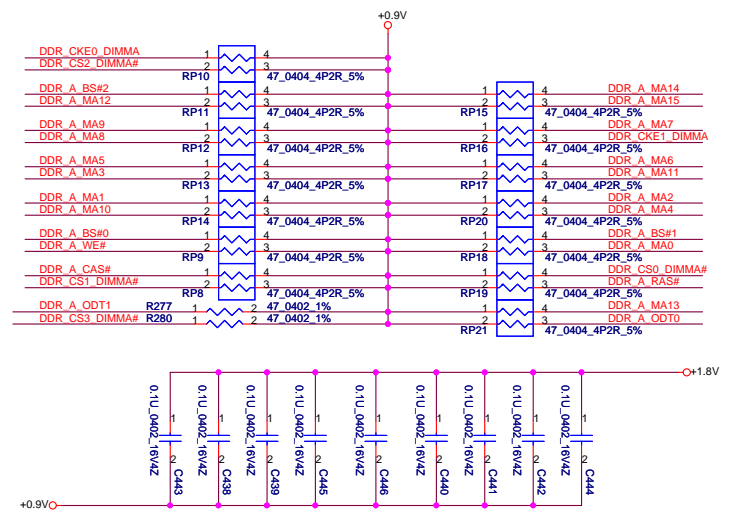 +0.9V
DDR_CKE0_DIMMA 1 4
DDR_CS2_DIMMA# 2 3
RP10 47_0404_4P2R_5%
DDR_A_BS#2 1 4
DDR_A_MA12 2 3
RP11 47_0404_4P2R_5%
DDR_A_MA9 1 4
DDR_A_MA8 2 3
RP12 47_0404_4P2R_5%
DDR_A_MA5 1 4
DDR_A_MA3 2 3
RP13 47_0404_4P2R_5%
DDR_A_MA1 1 4
DDR_A_MA10 2 3
RP14 47_0404_4P2R_5%
DDR_A_BS#0 1 4
DDR_A_WE# 2 3
RP9 47_0404_4P2R_5%
DDR_A_CAS# 1 4
DDR_CS1_DIMMA# 2 3
RP8 47_0404_4P2R_5%
DDR_A_ODT1 R277 1 2 47_0402_1%
DDR_CS3_DIMMA# R280 1 2 47_0402_1%
1 4 DDR_A_MA14
2 3 DDR_A_MA15
RP15 47_0404_4P2R_5%
1 4 DDR_A_MA7
2 3 DDR_CKE1_DIMMA
RP16 47_0404_4P2R_5%
1 4 DDR_A_MA6
2 3 DDR_A_MA11
RP17 47_0404_4P2R_5%
1 4 DDR_A_MA2
2 3 DDR_A_MA4
RP20 47_0404_4P2R_5%
1 4 DDR_A_BS#1
2 3 DDR_A_MA0
RP18 47_0404_4P2R_5%
1 4 DDR_CS0_DIMMA#
2 3 DDR_A_RAS#
RP19 47_0404_4P2R_5%
1 4 DDR_A_MA13
2 3 DDR_A_ODT0
RP21 47_0404_4P2R_5%
+1.8V
0.1U_0402_16V4Z 1 2 C443
0.1U_0402_16V4Z 1 2 C438
0.1U_0402_16V4Z 1 2 C439
0.1U_0402_16V4Z 1 2 C445
0.1U_0402_16V4Z 1 2 C446
0.1U_0402_16V4Z 1 2 C440
0.1U_0402_16V4Z 1 2 C441
0.1U_0402_16V4Z 1 2 C442
0.1U_0402_16V4Z 1 2 C444
+0.9V